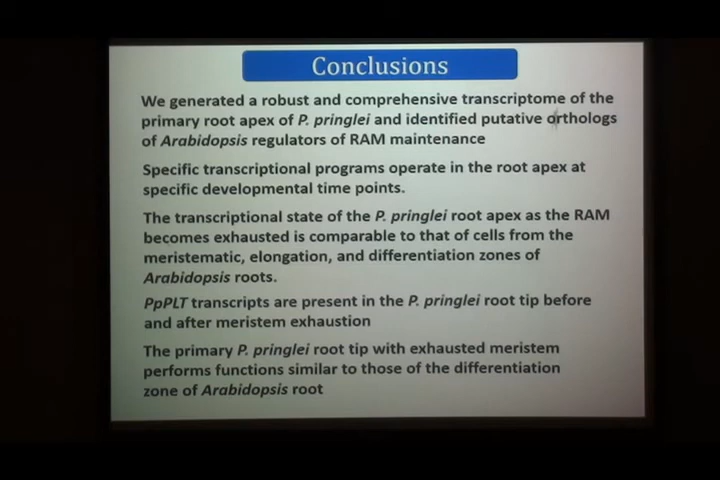 Conclusions
We generated a robust and comprehensive transcriptome of the
primary root apex of P. pringlei and identified putative orthologs
of Arabidopsis regulators of RAM maintenance
Specific transcriptional programs operate in the root apex at
specific developmental time points.
The transcriptional state of the P. pringlei root apex as the RAM
becomes exhausted is comparable to that of cells from the
meristematic, elongation, and differentiation zones of
Arabidopsis roots.
PpPLT transcripts are present in the P. pringlei root tip before
and after meristem exhaustion
The primary P. pringlei root tip with exhausted meristem
performs functions similar to those of the differentiation
zone of Arabidopsis root